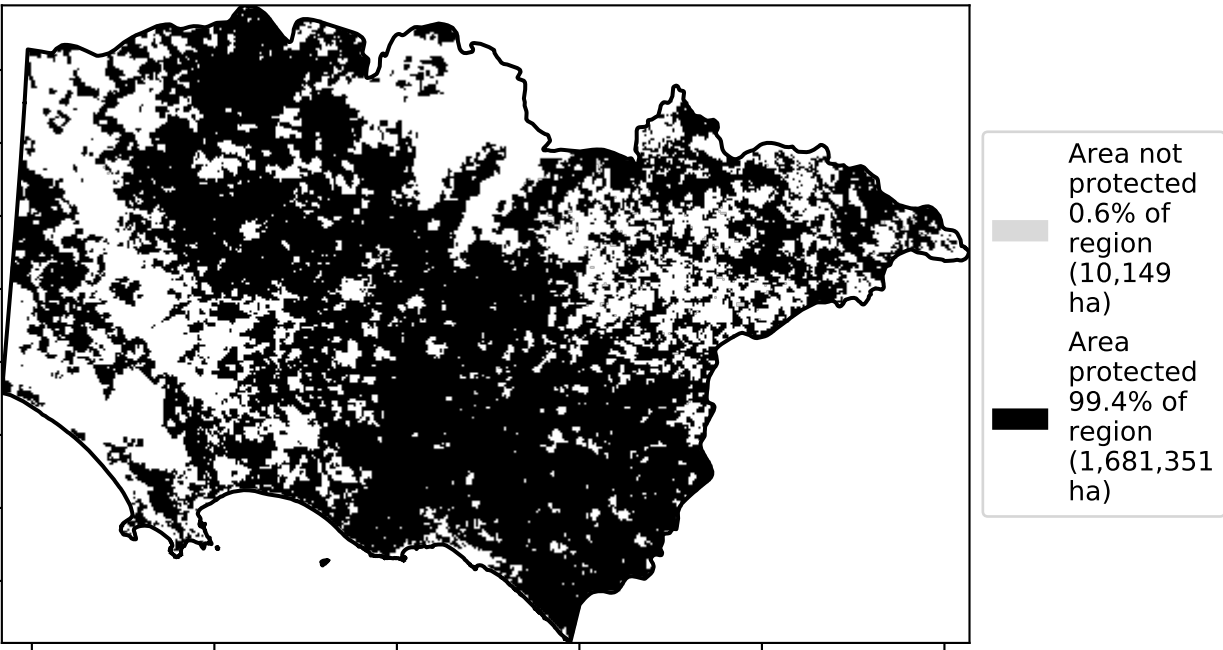 Area not
protected
0.6% of
region
(10,149
ha)
Area
protected
99.4% of
region
(1,681,351
ha)